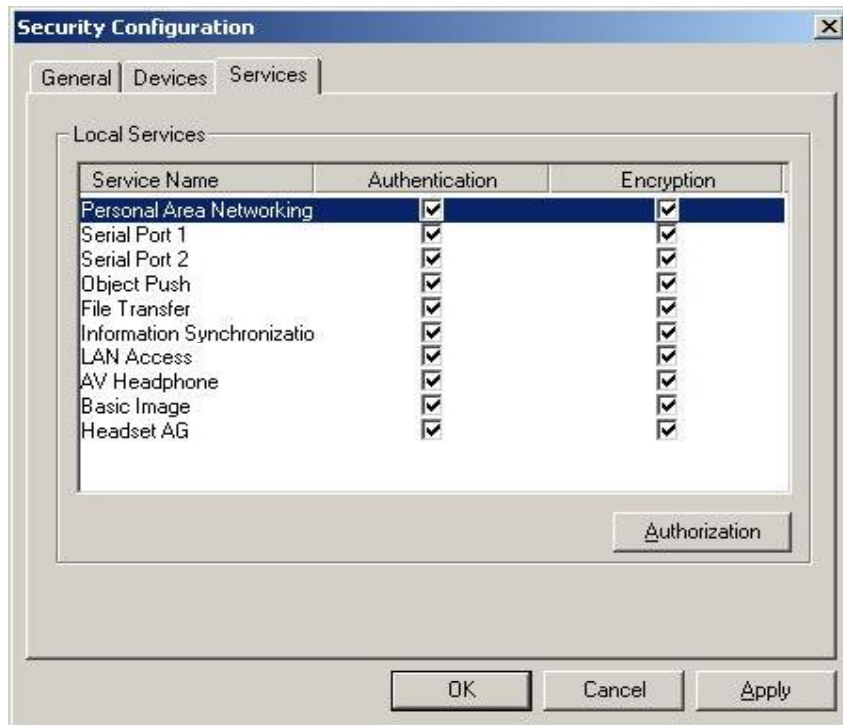 Security Configuration
General Devices Services
Local Services
Service Name Authentication Encryption
Personal Area Networking
Serial Port 1
Serial Port 2
Object Push
File Transfer
Information Synchronizatio
LAN Access
AV Headphone
Basic Image
Headset AG
Authorization
OK Cancel Apply